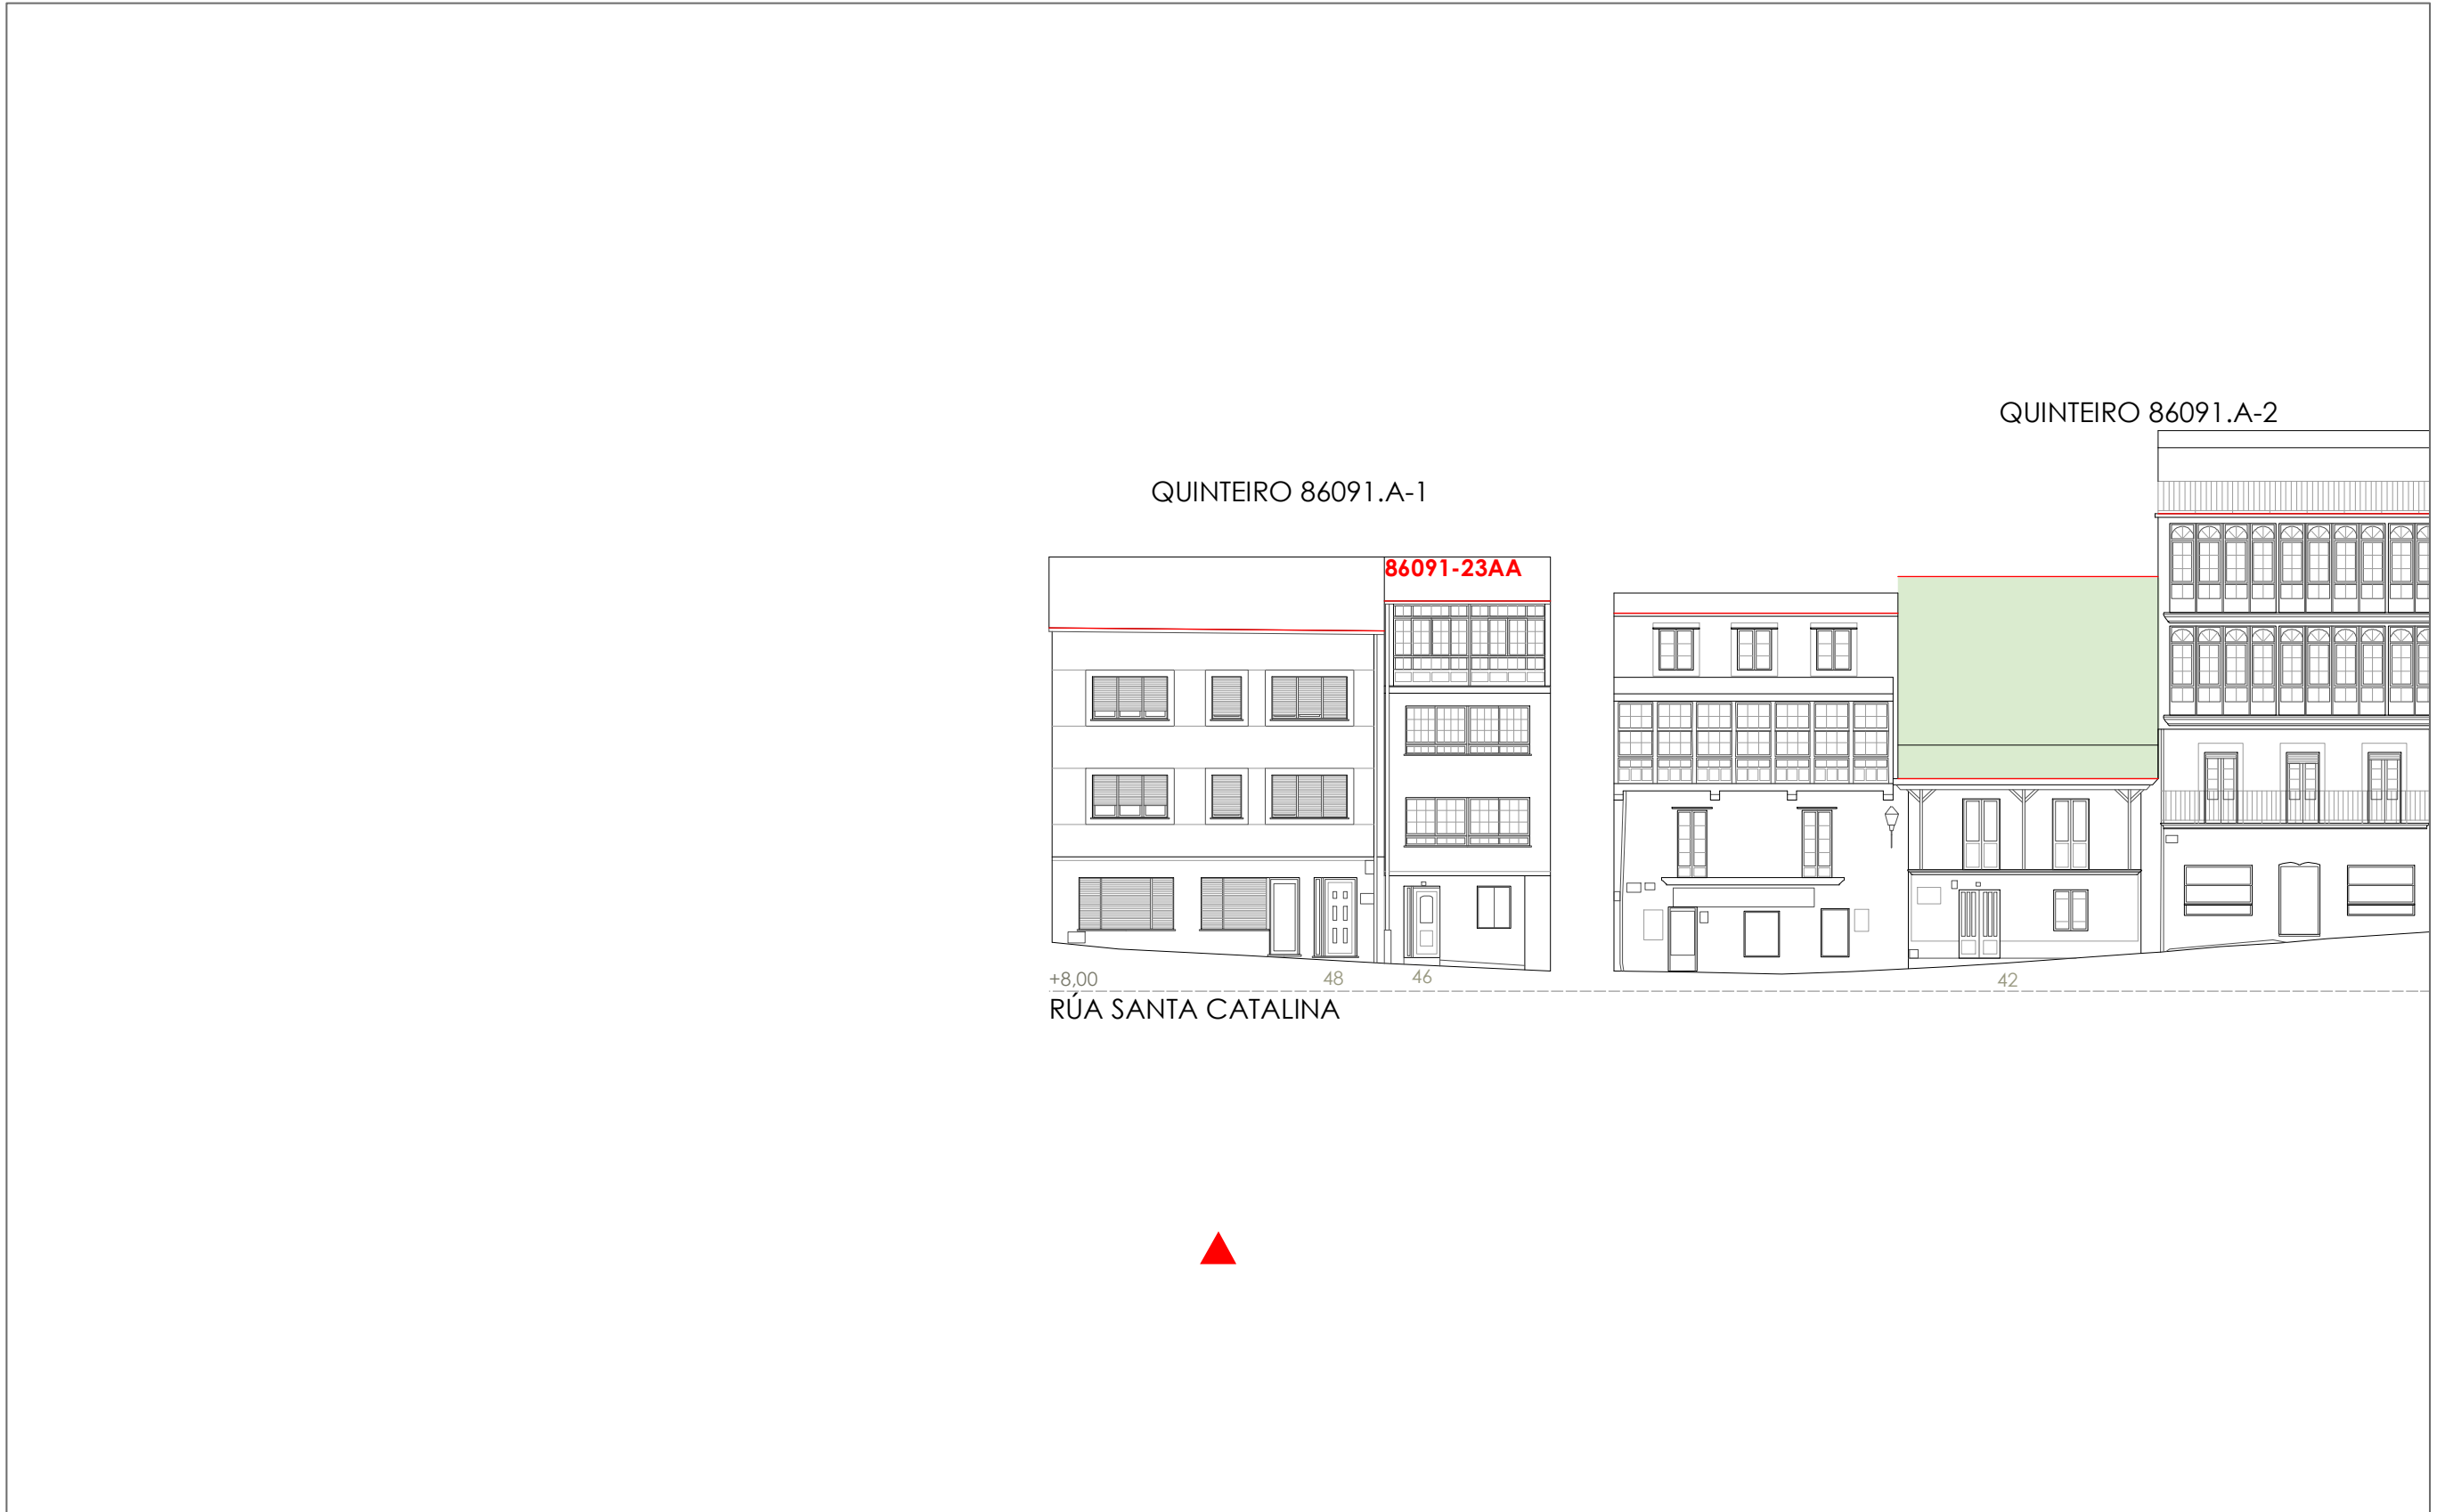 QUINTEIRO 86091.A-2
QUINTEIRO 86091.A-1
86091-23AA
+8,00 48 46 42
RÚA SANTA CATALINA